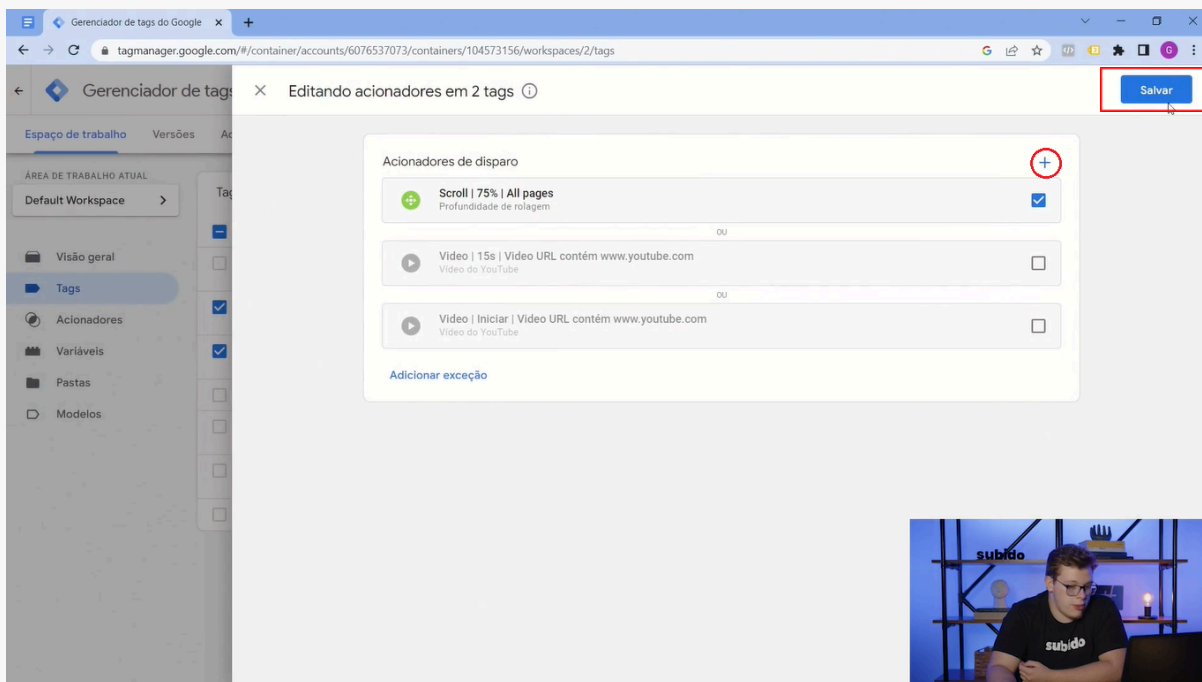 Gerenciador de tags do Google
tagmanager.google.com/#/container/accounts/6076537073/containers/104573156/workspaces/2/tags
G
Gerenciador de tags
Editando acionadores em 2 tags
Salvar
Espaço de trabalho
Versões
ÁREA DE TRABALHO ATUAL
Default Workspace
Visão geral
Tags
Acionadores
Variáveis
Pastas
Modelos
Acionadores de disparo
Scroll | 75% | All pages
Profundidade de rolagem
OU
Video | 15s | Video URL contém www.youtube.com
Vídeo do YouTube
OU
Video | Iniciar | Video URL contém www.youtube.com
Vídeo do YouTube
Adicionar exceção
subido
subido